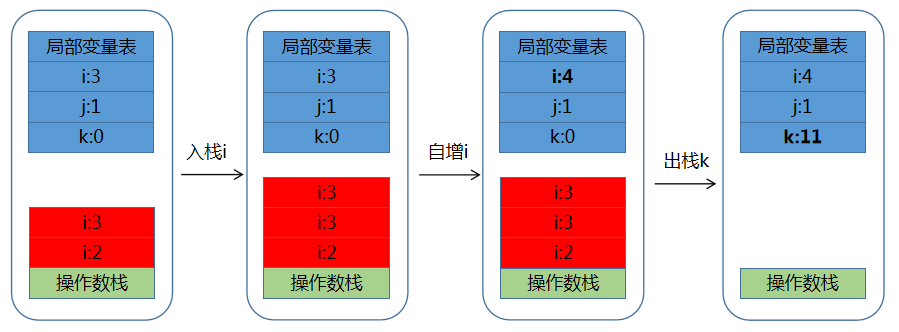 局部变量表
i:3
j:1
k:0
i:3
i:2
操作数栈
入栈i
局部变量表
i:3
j:1
k:0
i:3
i:3
i:2
操作数栈
自增i
局部变量表
i:4
j:1
k:0
i:3
i:3
i:2
操作数栈
出栈k
局部变量表
i:4
j:1
k:11
操作数栈